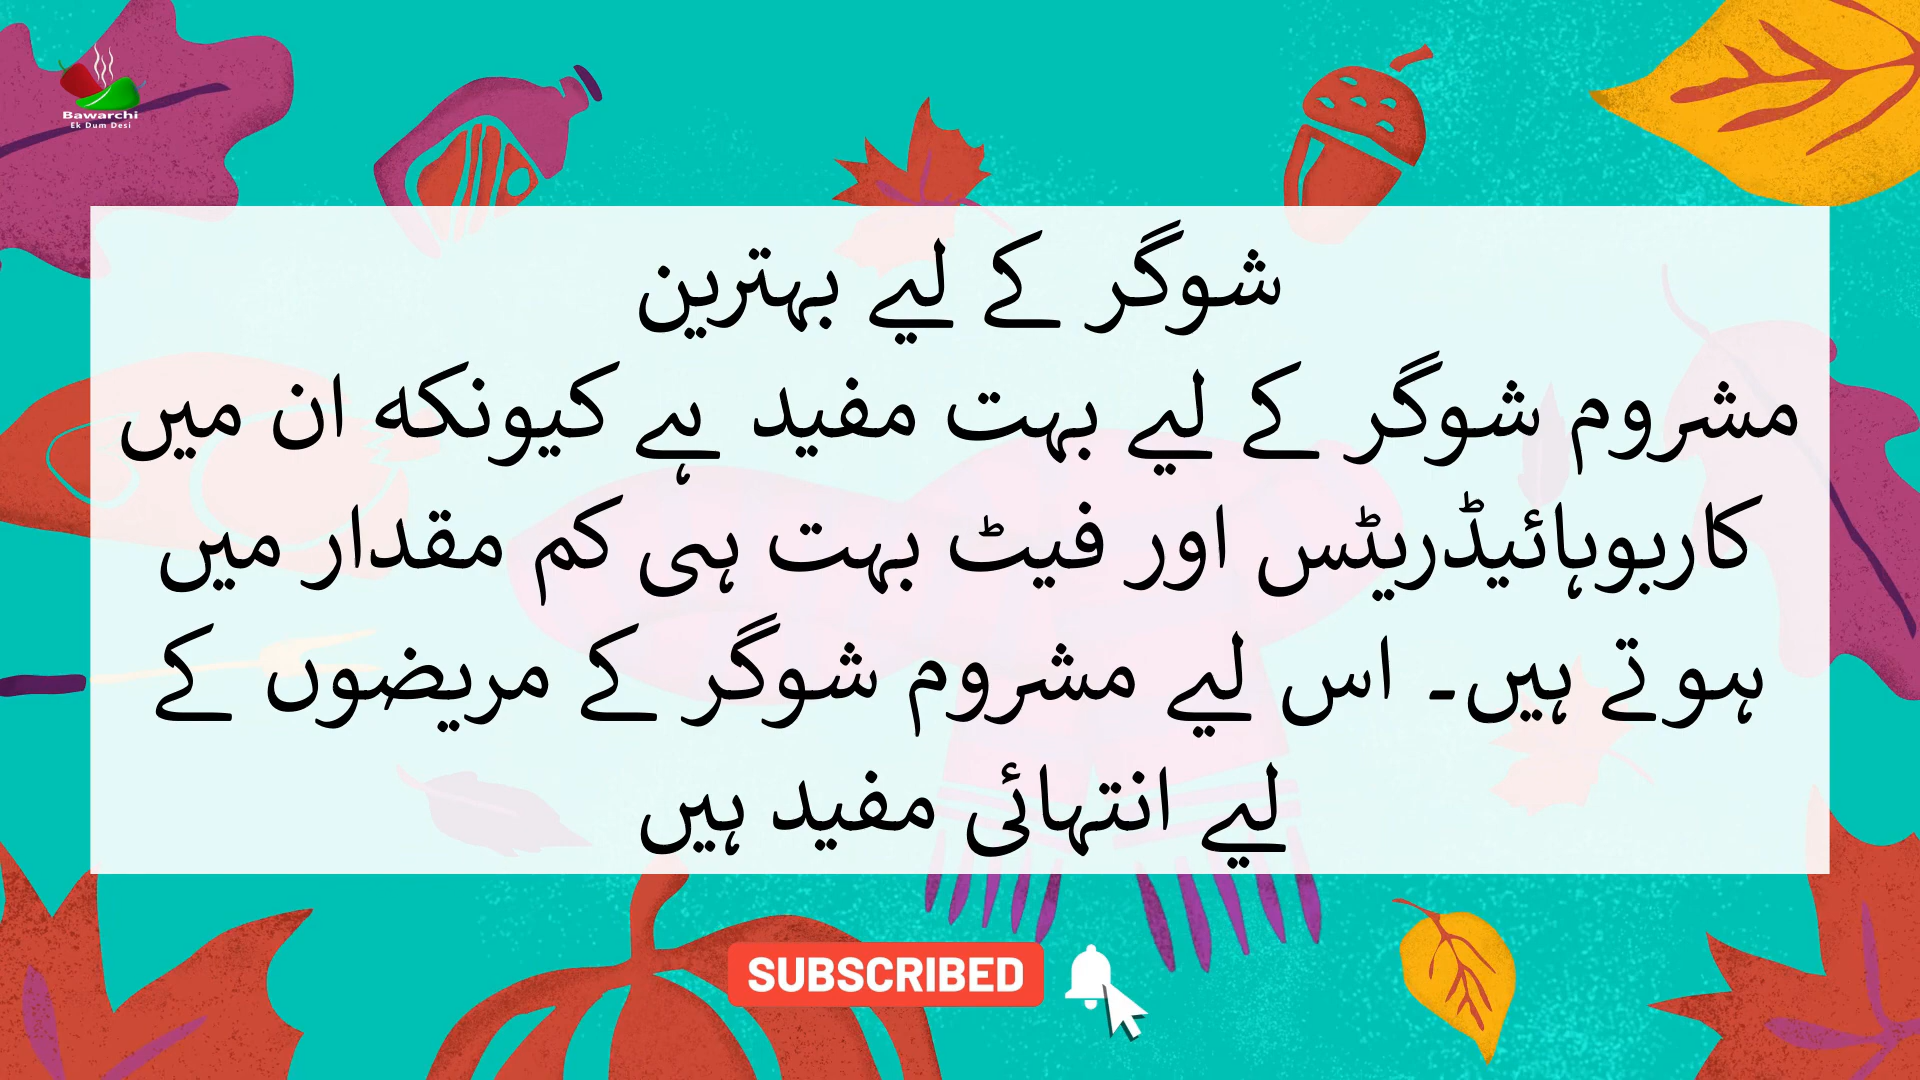 Bawarchi
Ek Dum Desi
شوگر کے لیے بہترین
مشروم شوگر کے لیے بہت مفید ہے کیونکہ ان میں
کاربوہائیڈریٹس اور فیٹ بہت ہی کم مقدار میں
ہوتے ہیں۔ اس لیے مشروم شوگر کے مریضوں کے
لیے انتہائی مفید ہیں
SUBSCRIBED